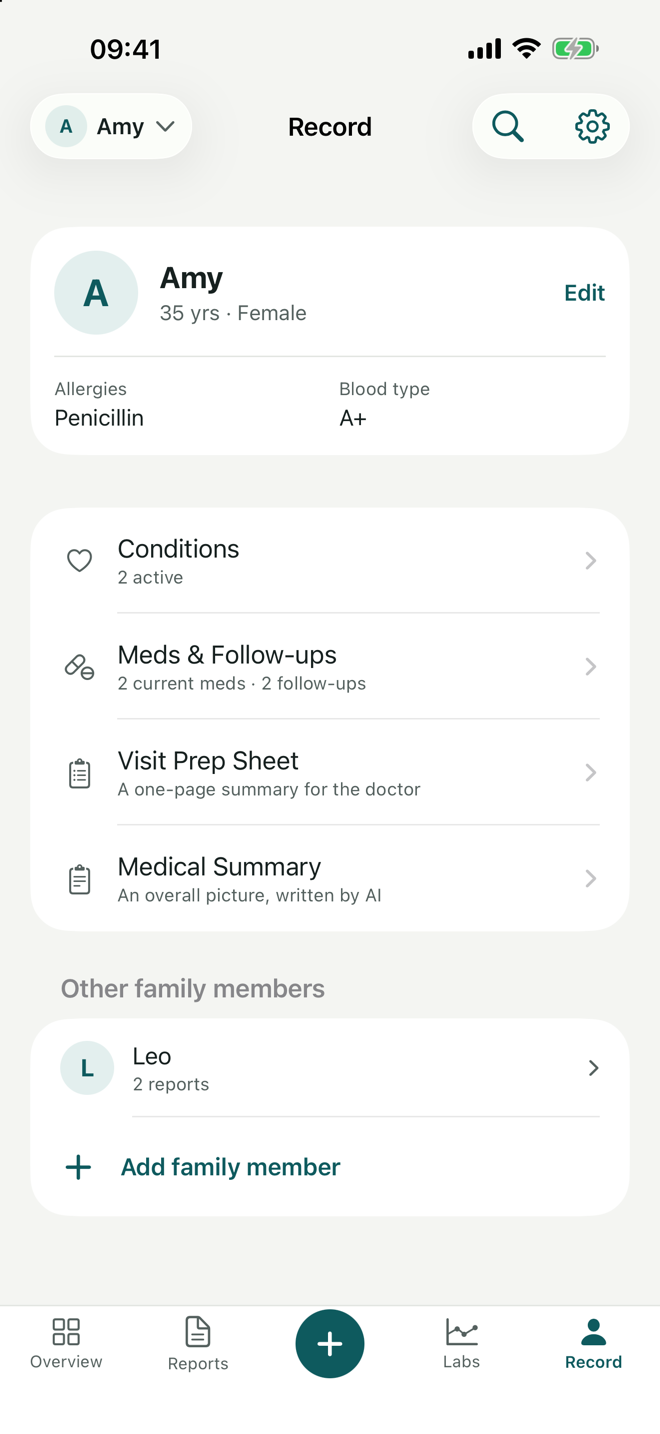 09:41
A
Amy
Record
A
Amy
35 yrs · Female
Edit
Allergies
Penicillin
Blood type
A+
Conditions
2 active
Meds & Follow-ups
2 current meds · 2 follow-ups
Visit Prep Sheet
A one-page summary for the doctor
Medical Summary
An overall picture, written by AI
Other family members
L
Leo
2 reports
Add family member
Overview
Reports
Labs
Record